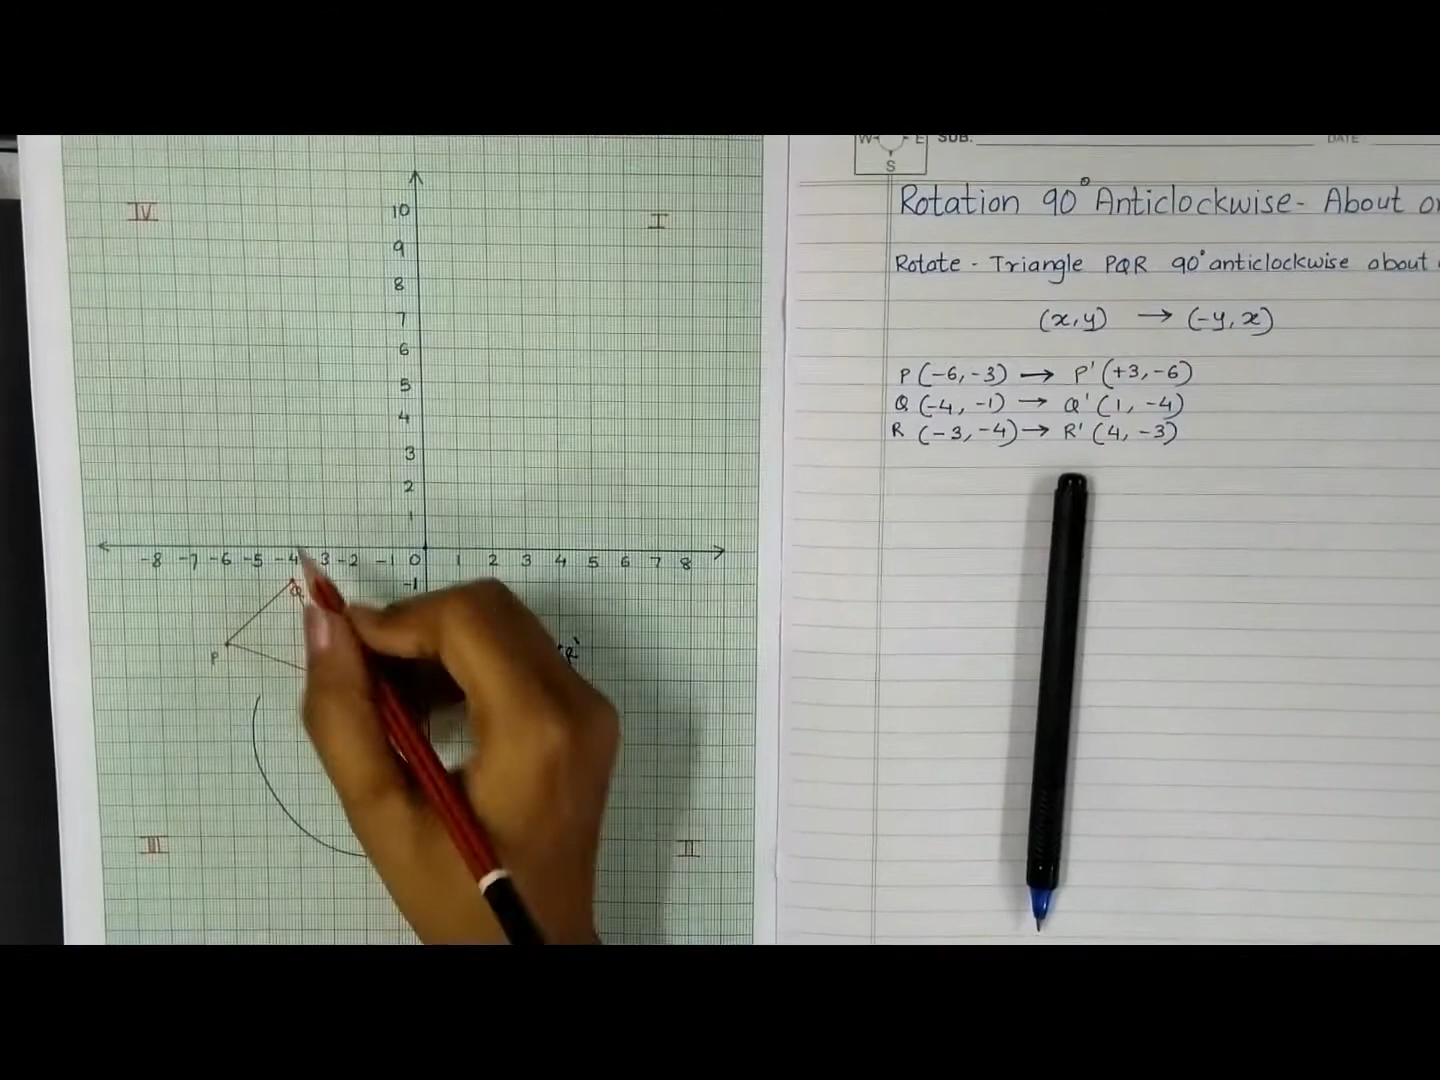 IV
I
10
9
8
7
6
5
4
3
2
1
-8 -7 -6 -5 -4 -3 -2 -1 0 1 2 3 4 5 6 7 8
-1
Q
P
R'
III
II
W E SUB. DATE
S
Rotation 90° Anticlockwise - About
Rotate - Triangle PQR 90° anticlockwise about
(x,y) → (-y, x)
P (-6, -3) → P' (+3, -6)
Q (-4, -1) → Q' (1, -4)
R (-3, -4) → R' (4, -3)